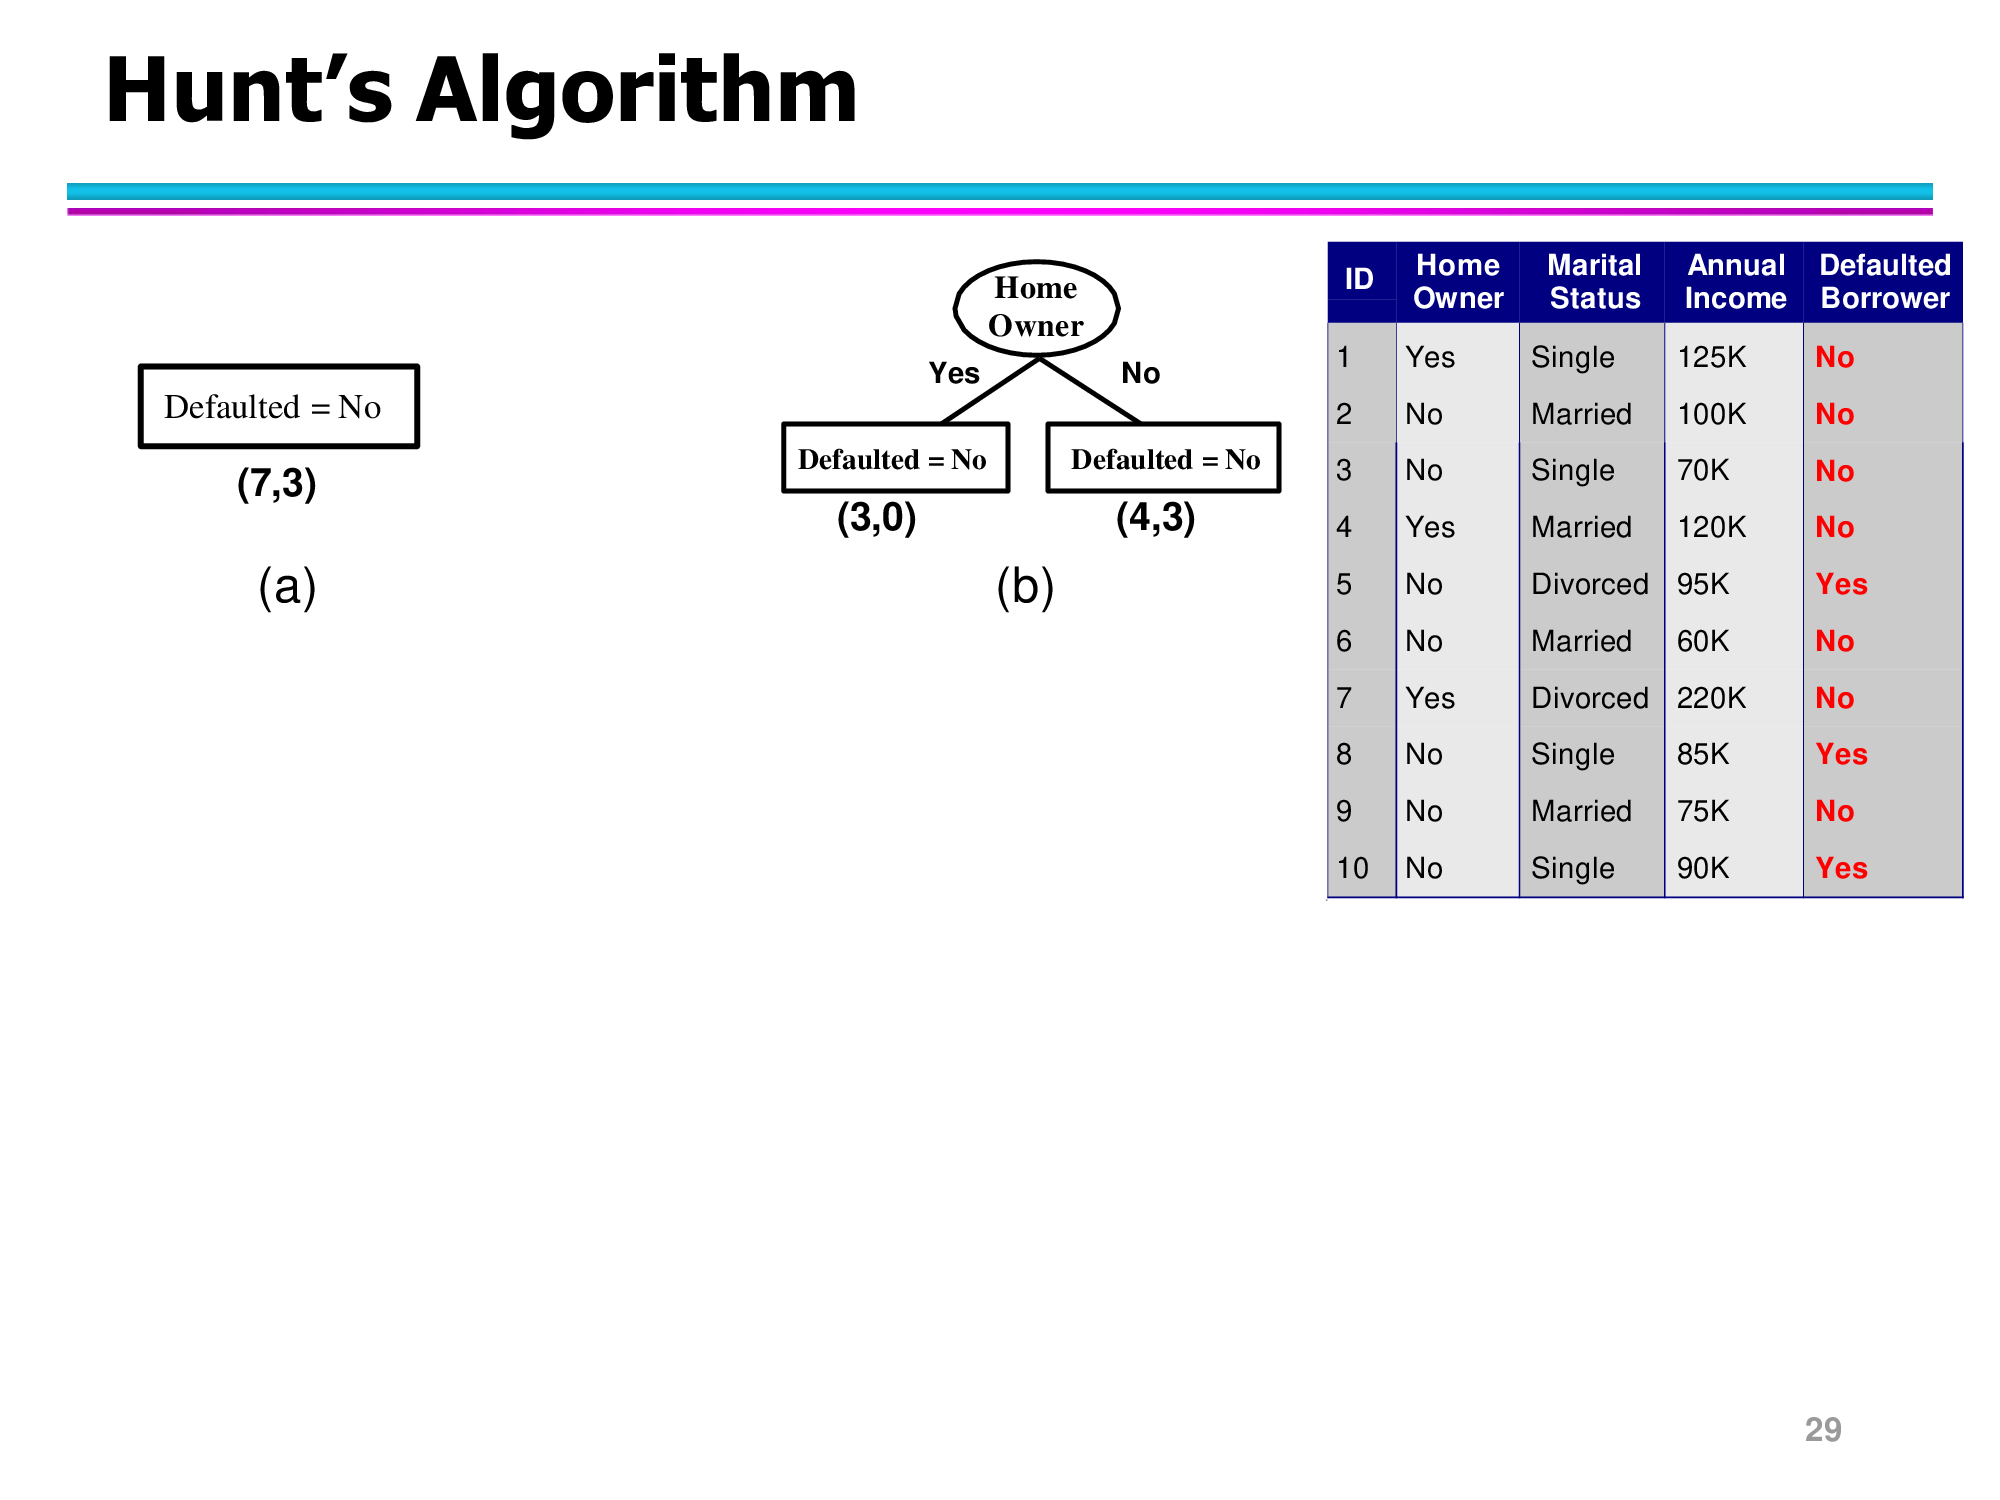 Hunt’s Algorithm
Defaulted = No
(7,3)
(a)
Home
Owner
Yes No
Defaulted = No Defaulted = No
(3,0) (4,3)
(b)
ID Home Owner Marital Status Annual Income Defaulted Borrower
1 Yes Single 125K No
2 No Married 100K No
3 No Single 70K No
4 Yes Married 120K No
5 No Divorced 95K Yes
6 No Married 60K No
7 Yes Divorced 220K No
8 No Single 85K Yes
9 No Married 75K No
10 No Single 90K Yes
29